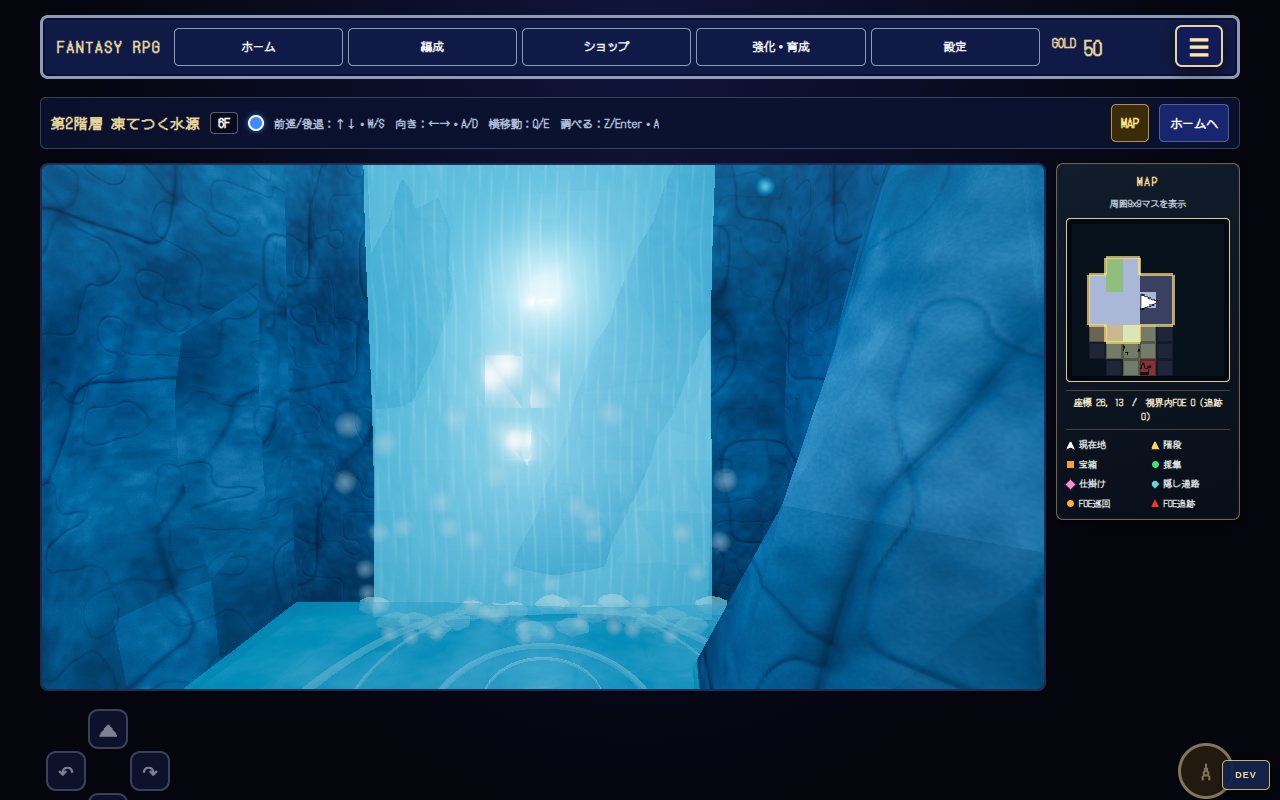 FANTASY RPG
ホーム
編成
ショップ
強化・育成
設定
GOLD 50
第2階層 凍てつく水源
6F
前進/後退：↑↓・W/S 向き：←→・A/D 横移動：Q/E 調べる：Z/Enter・A
MAP
ホームへ
MAP
周囲9x9マスを表示
座標 26, 13 / 視界内FOE 0（追跡
0）
現在地
階段
宝箱
採集
仕掛け
隠し通路
FOE巡回
FOE追跡
A
DEV